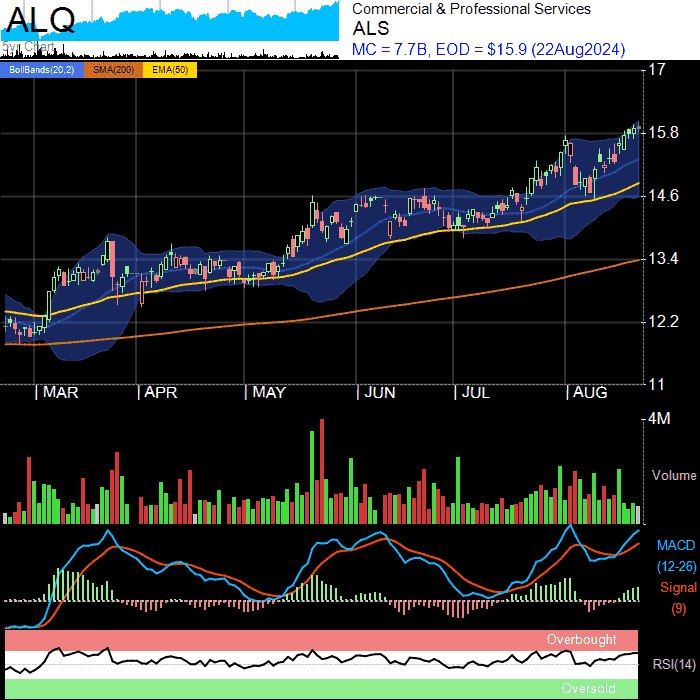 ALQ
5yr Chart
Commercial & Professional Services
ALS
MC = 7.7B, EOD = $15.9 (22Aug2024)
BollBands(20,2) SMA(200) EMA(50)
17
15.8
14.6
13.4
12.2
11
MAR APR MAY JUN JUL AUG
4M
Volume
MACD
(12-26)
Signal
(9)
Overbought
RSI(14)
Oversold